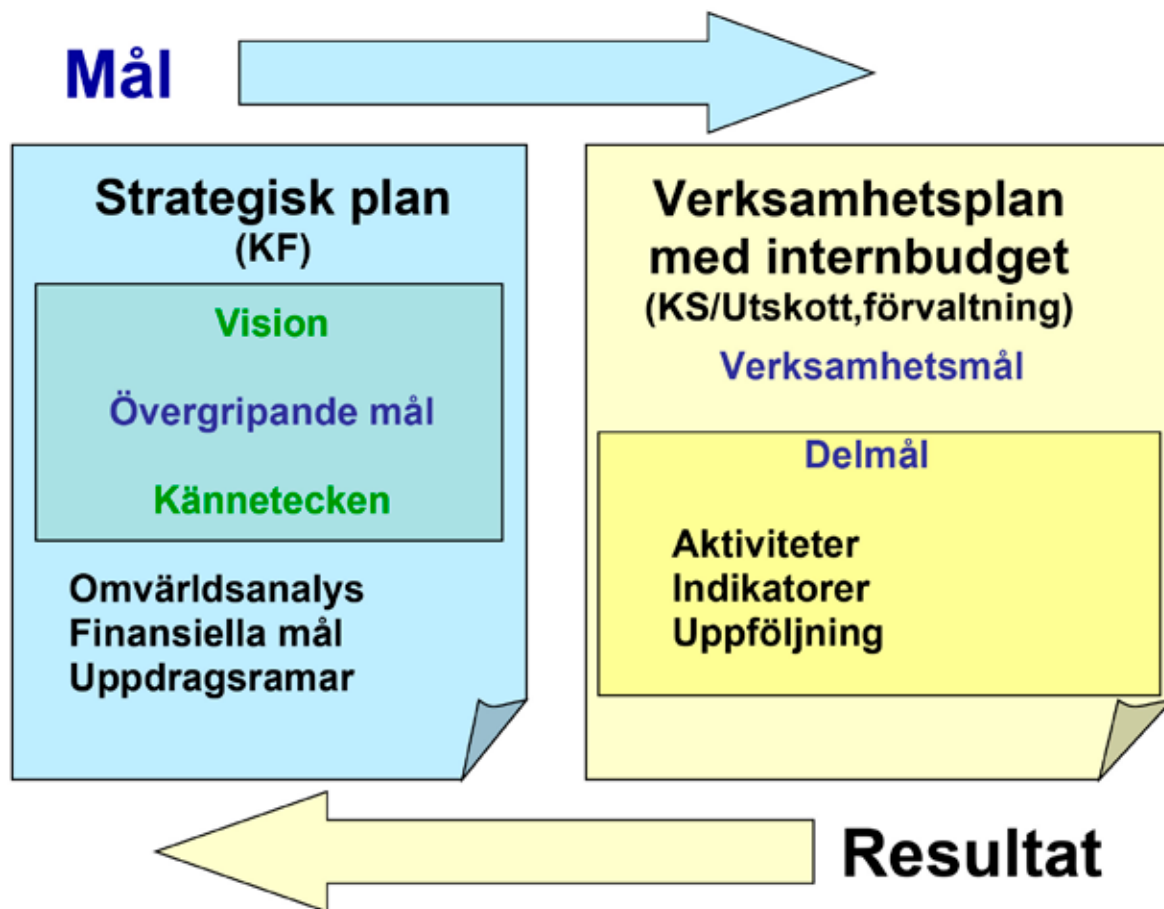 Mål
Strategisk plan
(KF)
Vision
Övergripande mål
Kännetecken
Omvärldsanalys
Finansiella mål
Uppdragsramar
Verksamhetsplan
med internbudget
(KS/Utskott,förvaltning)
Verksamhetsmål
Delmål
Aktiviteter
Indikatorer
Uppföljning
Resultat